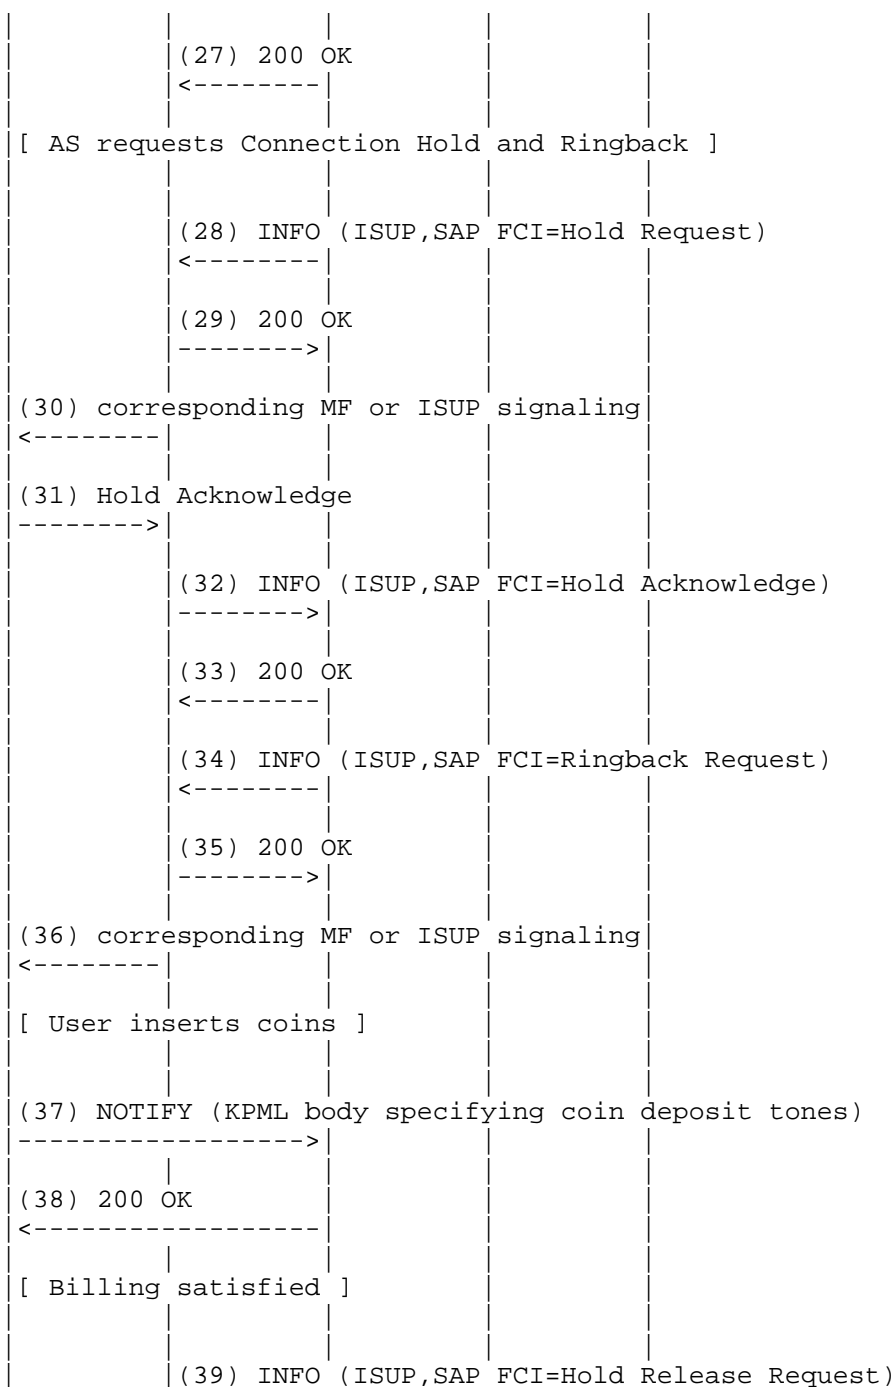 (27) 200 OK
<--------
[ AS requests Connection Hold and Ringback ]
(28) INFO (ISUP,SAP FCI=Hold Request)
<--------
(29) 200 OK
-------->
(30) corresponding MF or ISUP signaling
<--------
(31) Hold Acknowledge
-------->
(32) INFO (ISUP,SAP FCI=Hold Acknowledge)
-------->
(33) 200 OK
<--------
(34) INFO (ISUP,SAP FCI=Ringback Request)
<--------
(35) 200 OK
-------->
(36) corresponding MF or ISUP signaling
<--------
[ User inserts coins ]
(37) NOTIFY (KPML body specifying coin deposit tones)
------------------>
(38) 200 OK
<------------------
[ Billing satisfied ]
(39) INFO (ISUP,SAP FCI=Hold Release Request)